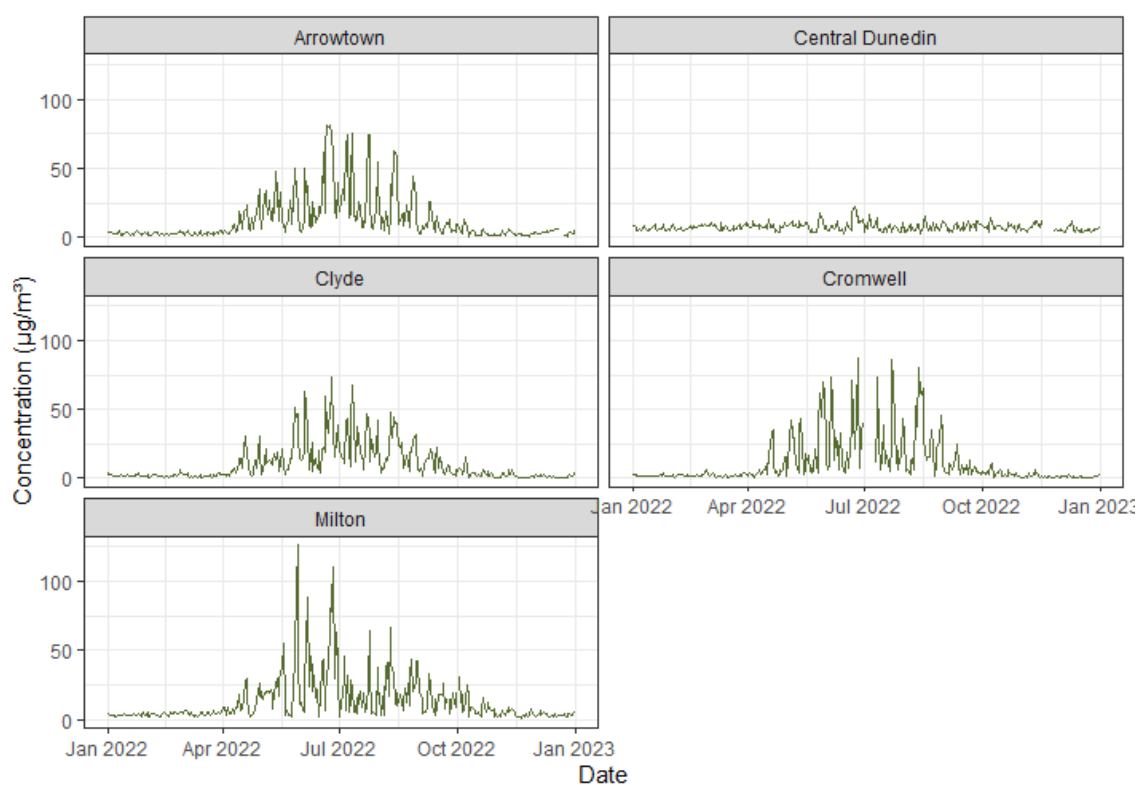 Arrowtown
Central Dunedin
100
50
0
Clyde
Cromwell
100
50
0
Jan 2022 Apr 2022 Jul 2022 Oct 2022 Jan 2023
Milton
100
50
0
Jan 2022 Apr 2022 Jul 2022 Oct 2022 Jan 2023
Date
Concentration (µg/m³)